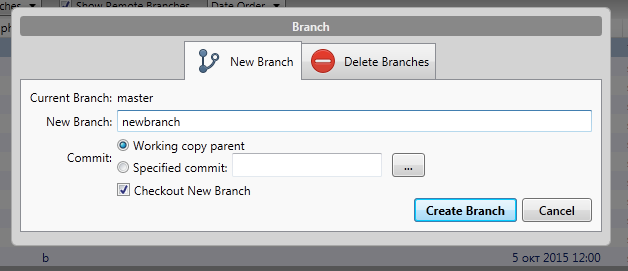 ches Show Remote Branches Date Order
Branch
New Branch Delete Branches
Current Branch: master
New Branch: newbranch
Commit: Working copy parent
Specified commit: ...
Checkout New Branch
Create Branch Cancel
b 5 окт 2015 12:00